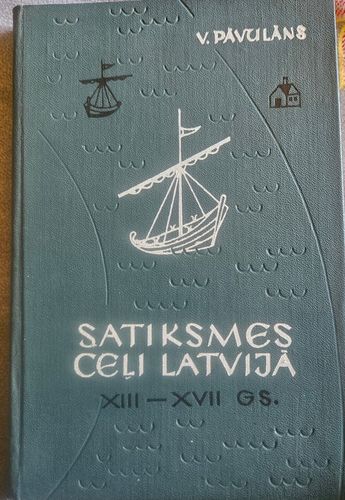 V. PĀVULĀNS
SATIKSMES
CEĻI LATVIJĀ
XIII – XVII GS.